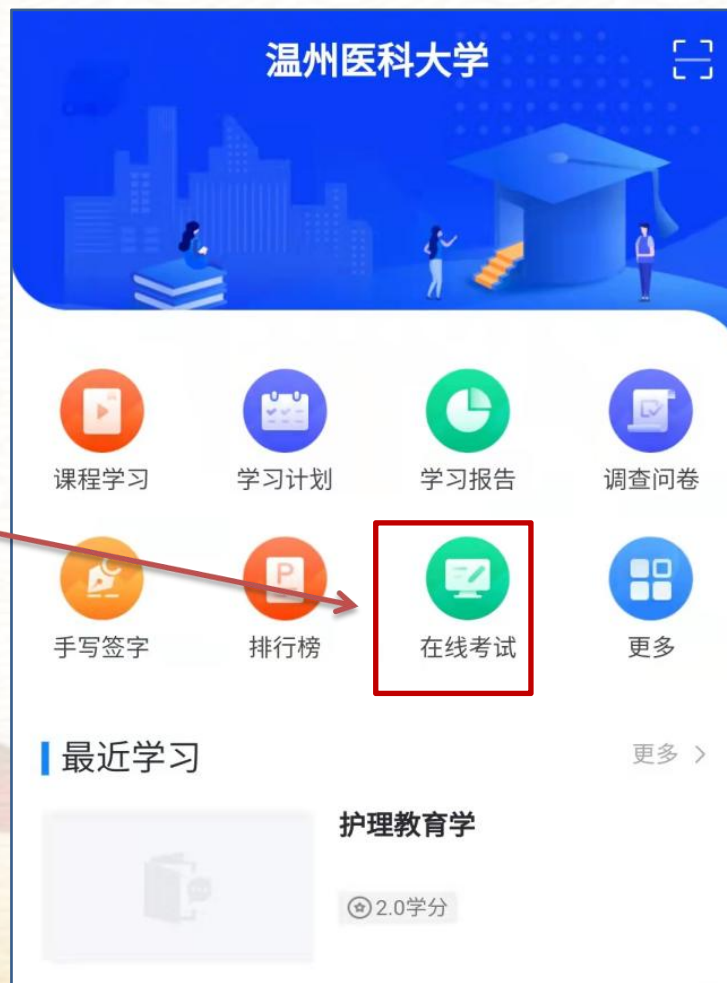 温州医科大学
课程学习 学习计划 学习报告 调查问卷
手写签字 排行榜 在线考试 更多
最近学习 更多 >
护理教育学
2.0学分